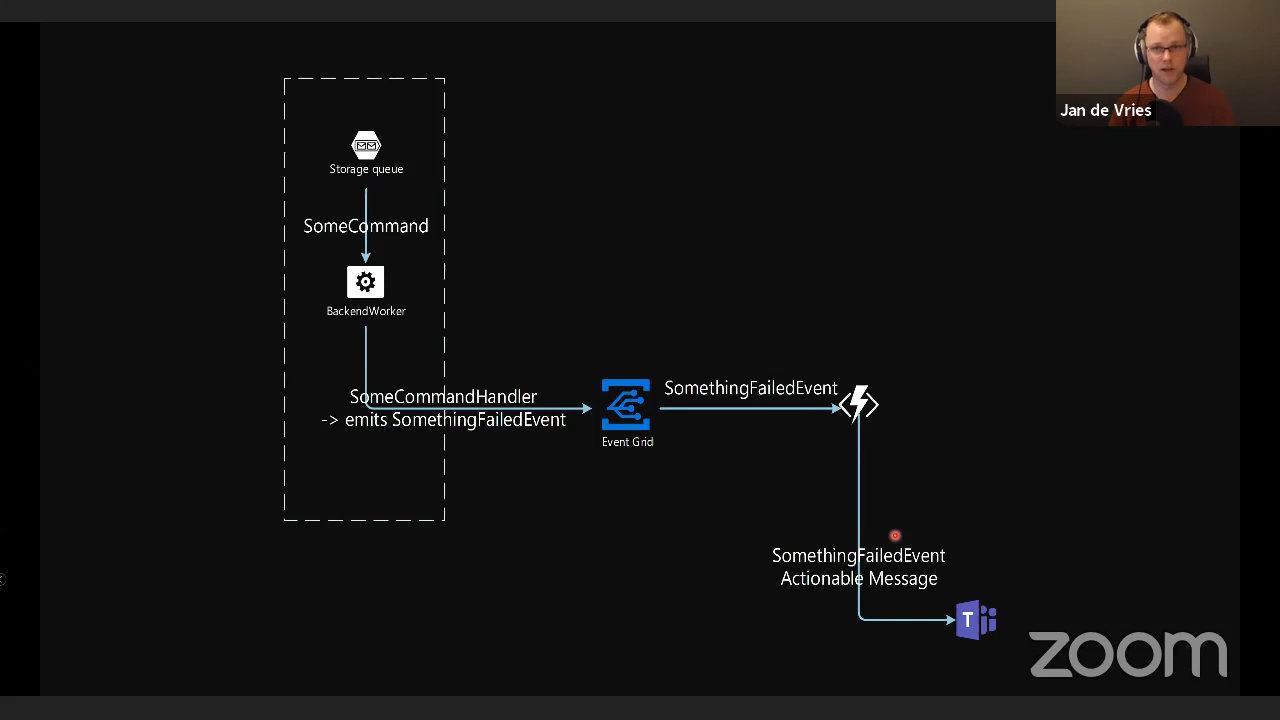 Jan de Vries
Storage queue
SomeCommand
BackendWorker
SomeCommandHandler
-> emits SomethingFailedEvent
Event Grid
SomethingFailedEvent
SomethingFailedEvent
Actionable Message
T
zoom